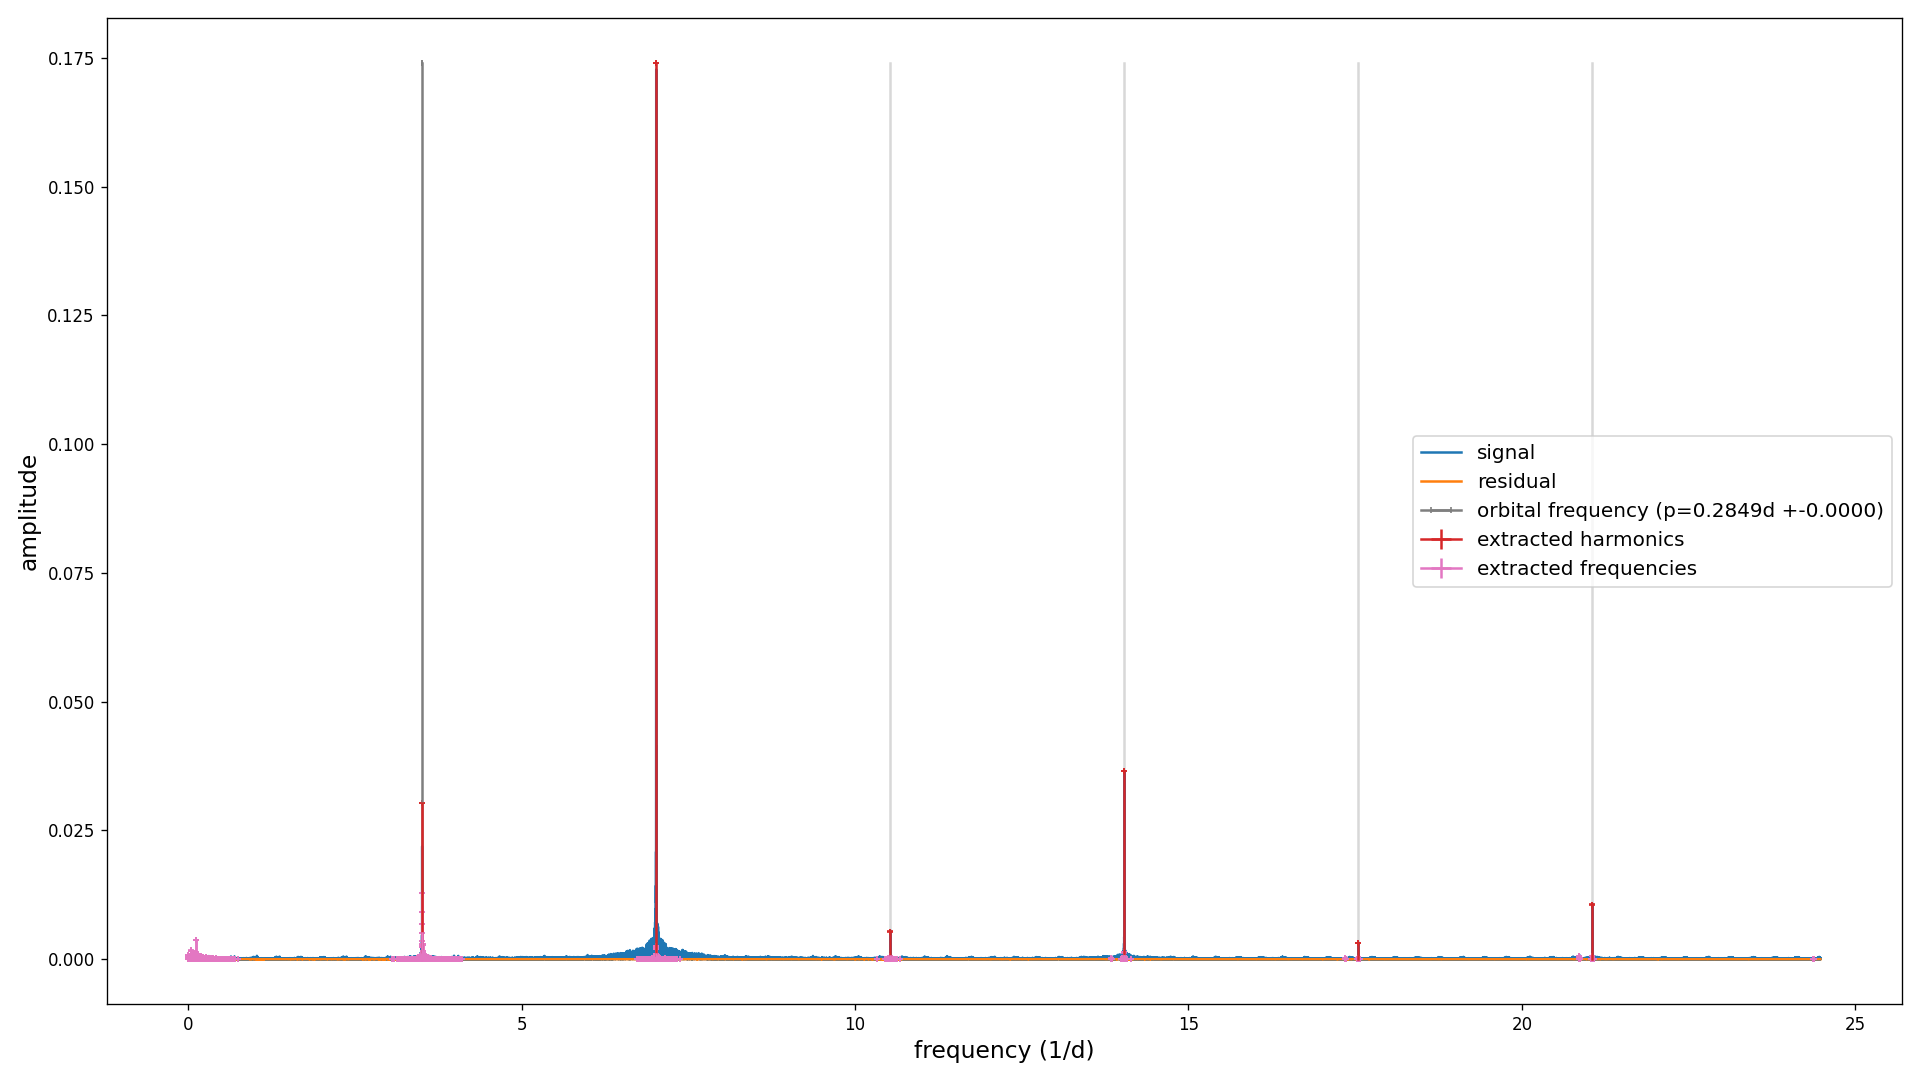 0.175
0.150
0.125
0.100
0.075
0.050
0.025
0.000
amplitude
signal
residual
orbital frequency (p=0.2849d +-0.0000)
extracted harmonics
extracted frequencies
0 5 10 15 20 25
frequency (1/d)